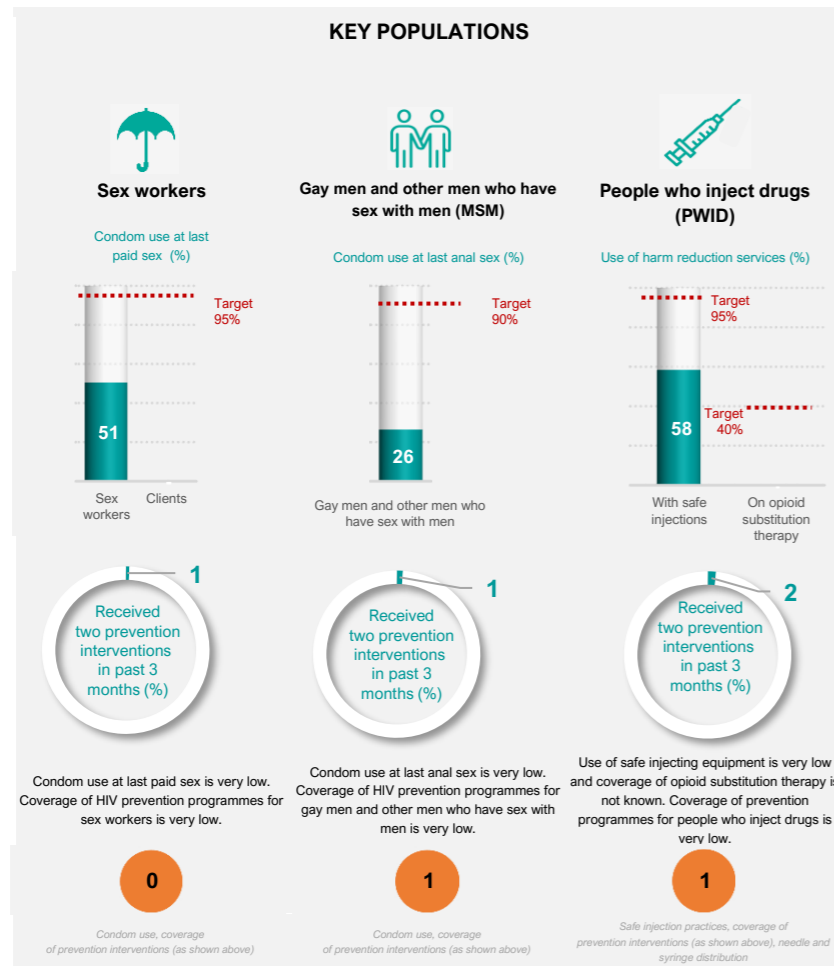 KEY POPULATIONS
Sex workers
Condom use at last
paid sex (%)
Target
95%
51
Sex
workers
Clients
1
Received
two prevention
interventions
in past 3
months (%)
Condom use at last paid sex is very low.
Coverage of HIV prevention programmes for
sex workers is very low.
0
Condom use, coverage
of prevention interventions (as shown above)
Gay men and other men who have
sex with men (MSM)
Condom use at last anal sex (%)
Target
90%
26
Gay men and other men who
have sex with men
1
Received
two prevention
interventions
in past 3
months (%)
Condom use at last anal sex is very low.
Coverage of HIV prevention programmes for
gay men and other men who have sex with
men is very low.
1
Condom use, coverage
of prevention interventions (as shown above)
People who inject drugs
(PWID)
Use of harm reduction services (%)
Target
95%
Target
40%
58
With safe
injections
On opioid
substitution
therapy
2
Received
two prevention
interventions
in past 3
months (%)
Use of safe injecting equipment is very low
and coverage of opioid substitution therapy is
not known. Coverage of prevention
programmes for people who inject drugs is
very low.
1
Safe injection practices, coverage of
prevention interventions (as shown above), needle and
syringe distribution